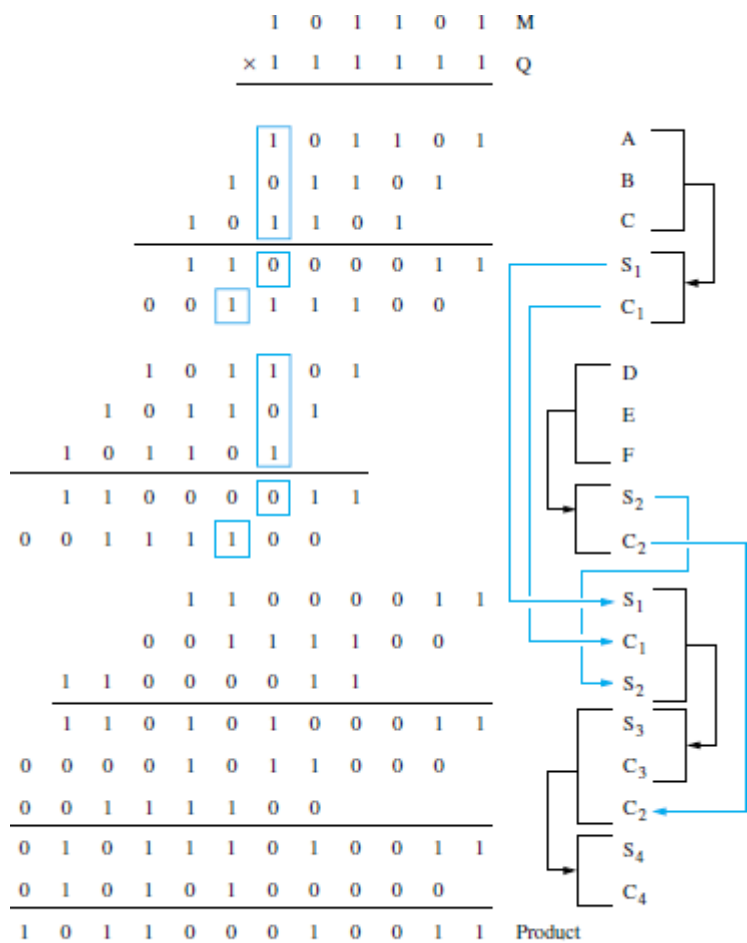 1 0 1 1 0 1 M
× 1 1 1 1 1 1 Q
1 0 1 1 0 1 A
1 0 1 1 0 1 B
1 0 1 1 0 1 C
1 1 0 0 0 0 1 1 S1
0 0 1 1 1 1 0 0 C1
1 0 1 1 0 1 D
1 0 1 1 0 1 E
1 0 1 1 0 1 F
1 1 0 0 0 0 1 1 S2
0 0 1 1 1 1 0 0 C2
1 1 0 0 0 0 1 1 S1
0 0 1 1 1 1 0 0 C1
1 1 0 0 0 0 1 1 S2
1 1 0 1 0 1 0 0 0 1 1 S3
0 0 0 0 1 0 1 1 0 0 0 C3
0 0 1 1 1 1 0 0 C2
0 1 0 1 1 1 0 1 0 0 1 1 S4
0 1 0 1 0 1 0 0 0 0 0 C4
1 0 1 1 0 0 0 1 0 0 1 1 Product